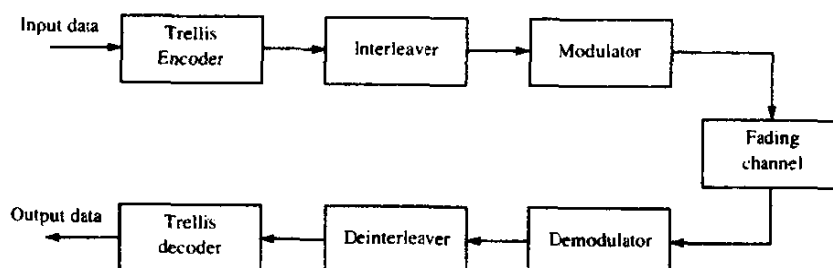 Input data
Trellis
Encoder
Interleaver
Modulator
Fading
channel
Output data
Trellis
decoder
Deinterleaver
Demodulator